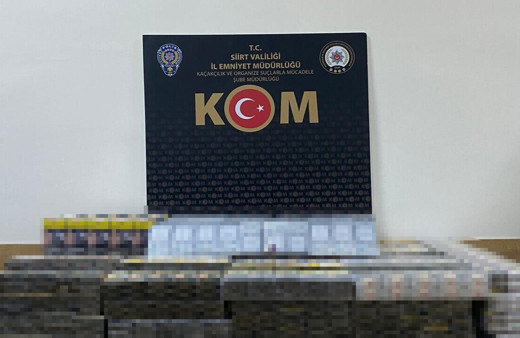 T.C.
SİİRT VALİLİĞİ
İL EMNİYET MÜDÜRLÜĞÜ
KAÇAKÇILIK VE ORGANİZE SUÇLARLA MÜCADELE
ŞUBE MÜDÜRLÜĞÜ
KOM